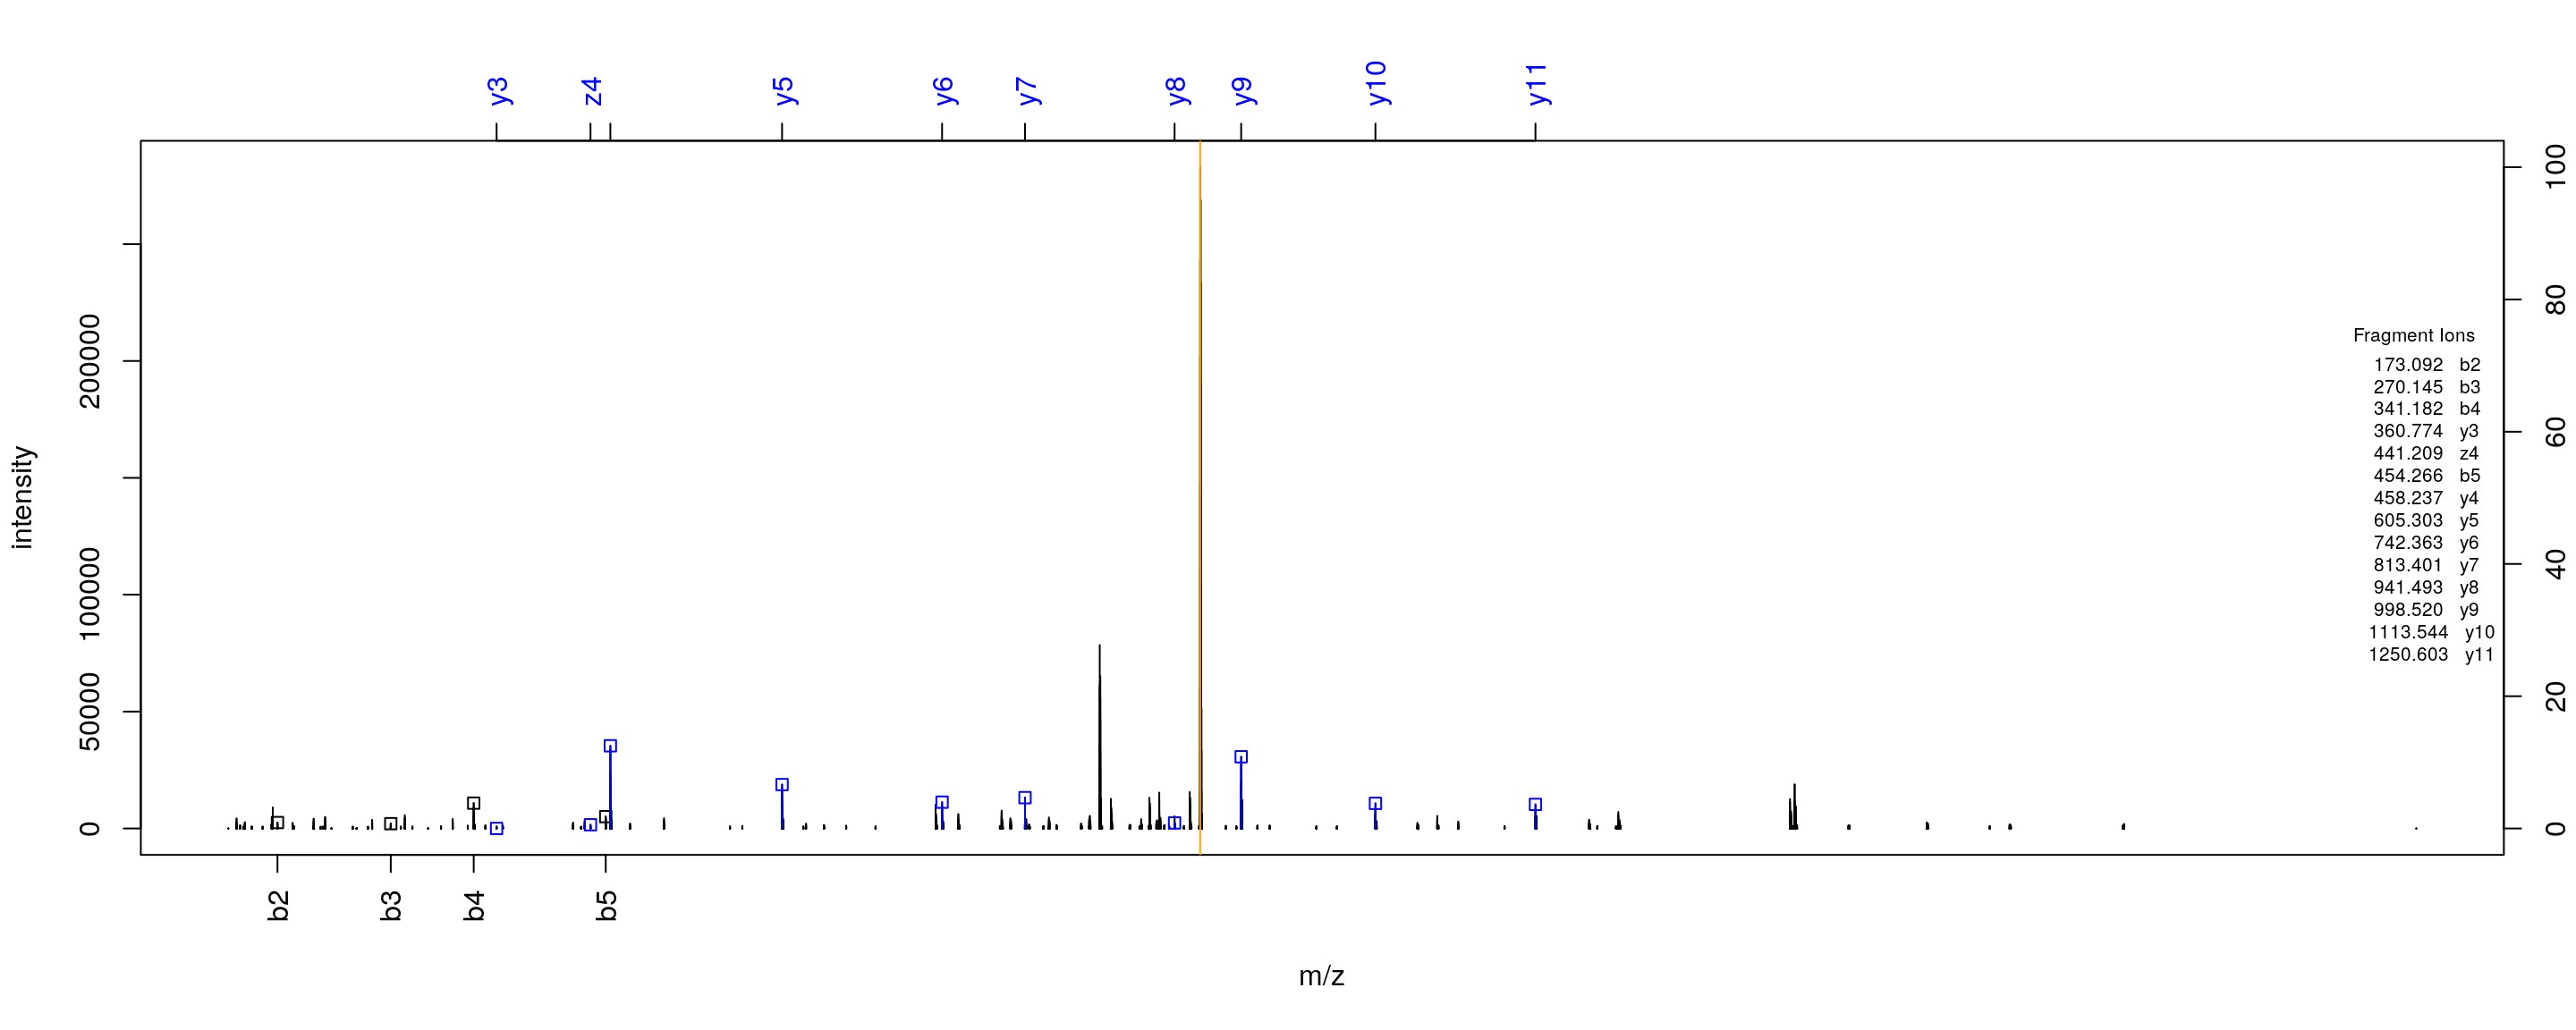 y3 z4 y5 y6 y7 y8 y9 y10 y11
intensity
0 50000 100000 200000
0 20 40 60 80 100
Fragment Ions
173.092 b2
270.145 b3
341.182 b4
360.774 y3
441.209 z4
454.266 b5
458.237 y4
605.303 y5
742.363 y6
813.401 y7
941.493 y8
998.520 y9
1113.544 y10
1250.603 y11
b2 b3 b4 b5
m/z